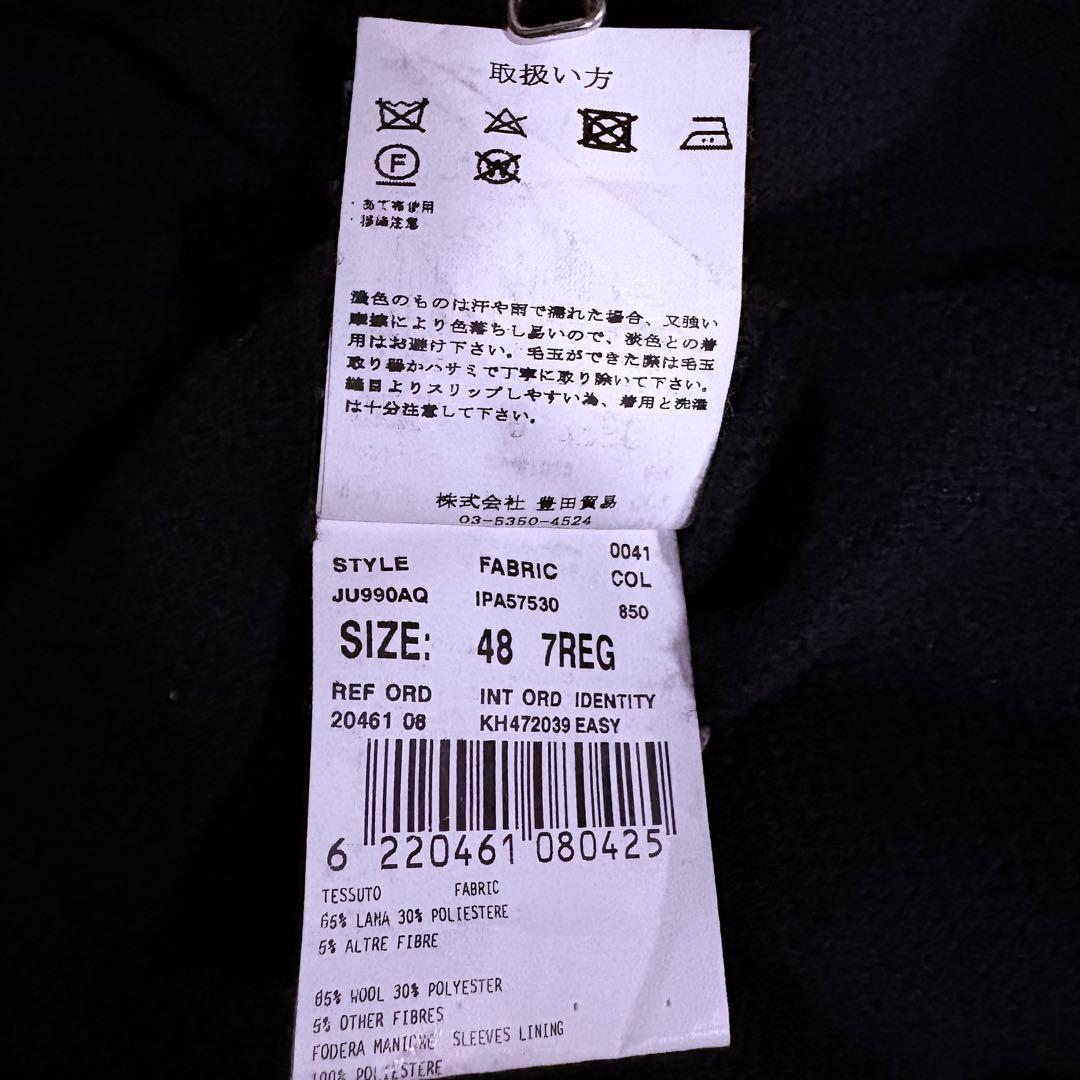 取扱い方
F
W
・あて布使用
濃色のものは汗や雨で濡れた場合、又強い
摩擦により色落ちし易いので、淡色との着
用はお避け下さい。毛玉ができた際は毛玉
取り器かハサミで丁寧に取り除いて下さい。
縫目よりスリップしやすい為、着用と洗濯
は十分注意して下さい。
株式会社 豊田貿易
03-5350-4524
STYLE FABRIC 0041 COL
JU990AQ IPA57530 850
SIZE: 48 7REG
REF ORD INT ORD IDENTITY
20461 08 KH472039 EASY
6 220461 080425
TESSUTO FABRIC
65% LANA 30% POLIESTERE
5% ALTRE FIBRE
65% WOOL 30% POLYESTER
5% OTHER FIBRES
FODERA MANICHE SLEEVES LINING
100% POLIESTERE